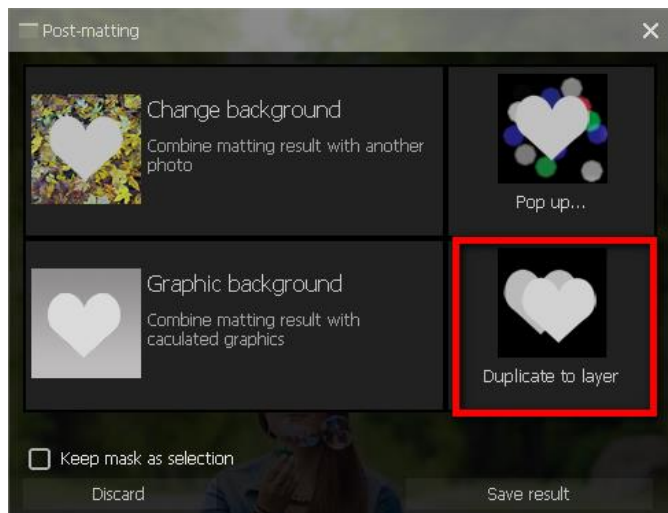 Post-matting
Change background
Combine matting result with another
photo
Pop up...
Graphic background
Combine matting result with
caculated graphics
Duplicate to layer
Keep mask as selection
Discard
Save result